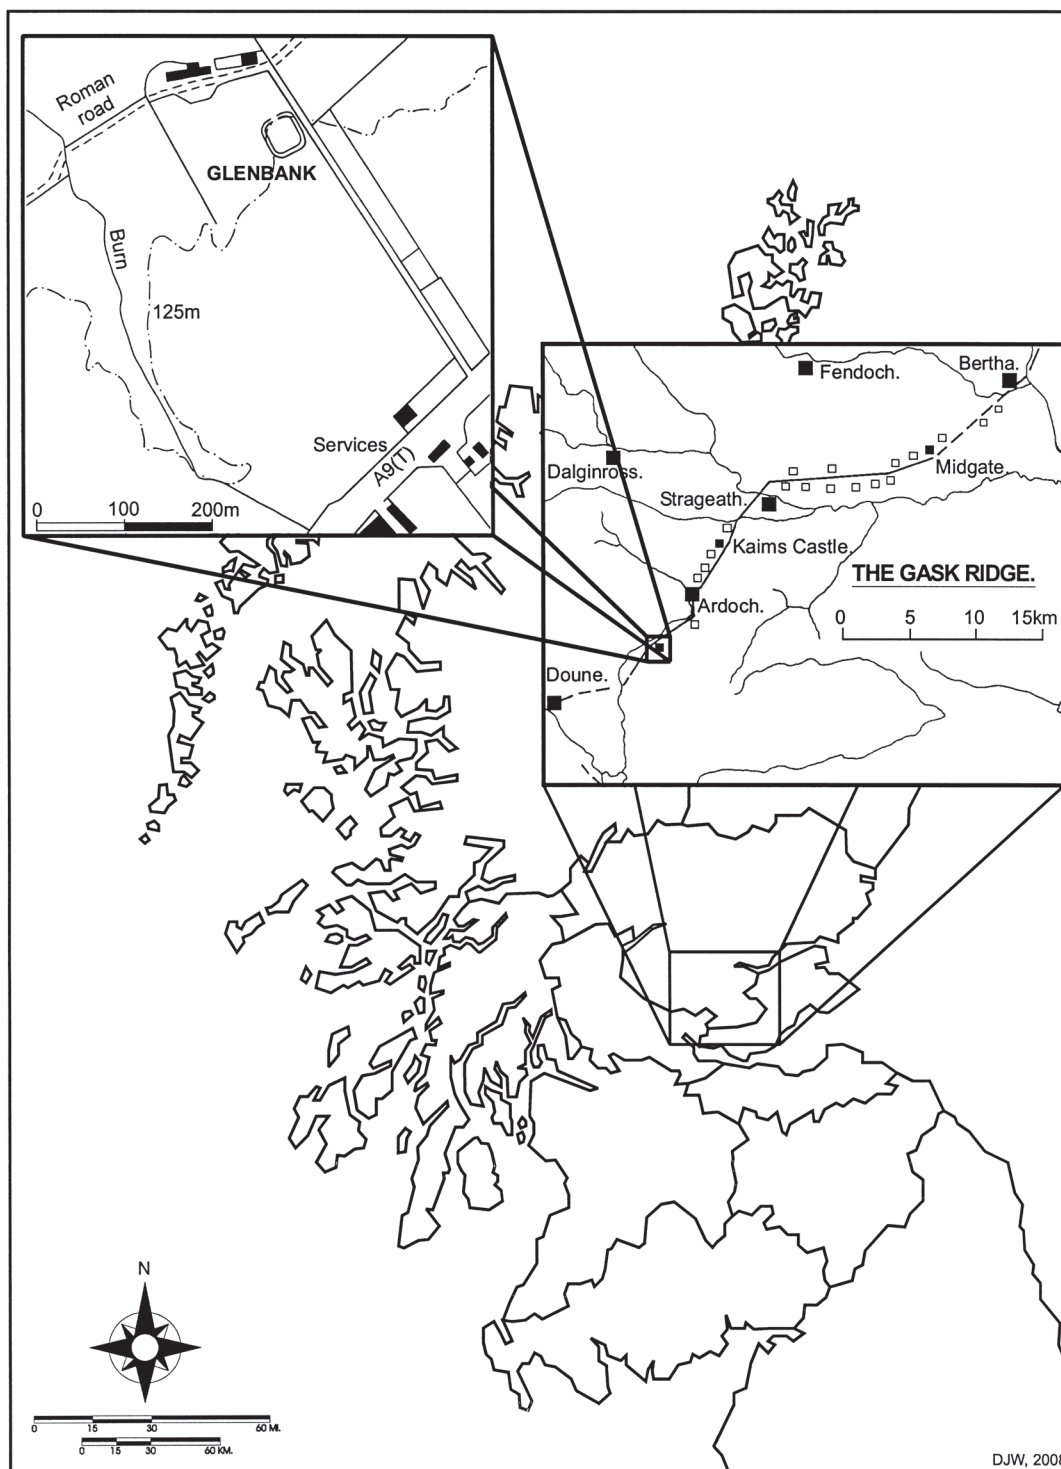 Roman
road
GLENBANK
Burn
125m
Services
A9(T)
0 100 200m
Fendoch.
Bertha.
Dalginross.
Midgate.
Strageath.
Kaims Castle.
THE GASK RIDGE.
Ardoch.
0 5 10 15km
Doune.
N
0 15 30 60 MI.
0 15 30 60 KM.
DJW, 200